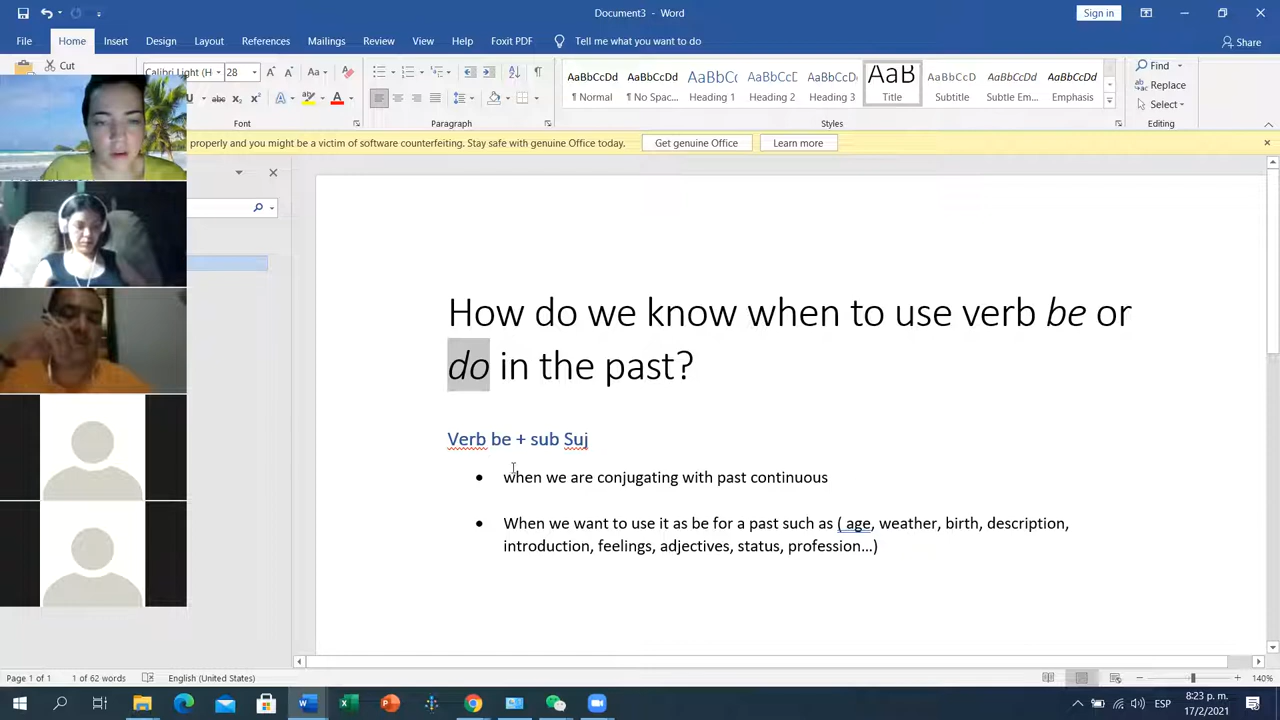 Document3 - Word
Sign in
File Home Insert Design Layout References Mailings Review View Help Foxit PDF Tell me what you want to do
Share
Cut
Calibri Light (H 28
Font
Paragraph
AaBbCcDd AaBbCcDd AaBbC( AaBbCcD AaBbCcD AaB AaBbCcD AaBbCcDd AaBbCcDd
¶ Normal ¶ No Spac... Heading 1 Heading 2 Heading 3 Title Subtitle Subtle Em... Emphasis
Styles
Find
Replace
Select
Editing
properly and you might be a victim of software counterfeiting. Stay safe with genuine Office today. Get genuine Office Learn more
How do we know when to use verb be or
do in the past?
Verb be + sub Suj
• when we are conjugating with past continuous
• When we want to use it as be for a past such as ( age, weather, birth, description,
introduction, feelings, adjectives, status, profession…)
Page 1 of 1 1 of 62 words English (United States) 140%
ESP
8:23 p. m.
17/2/2021